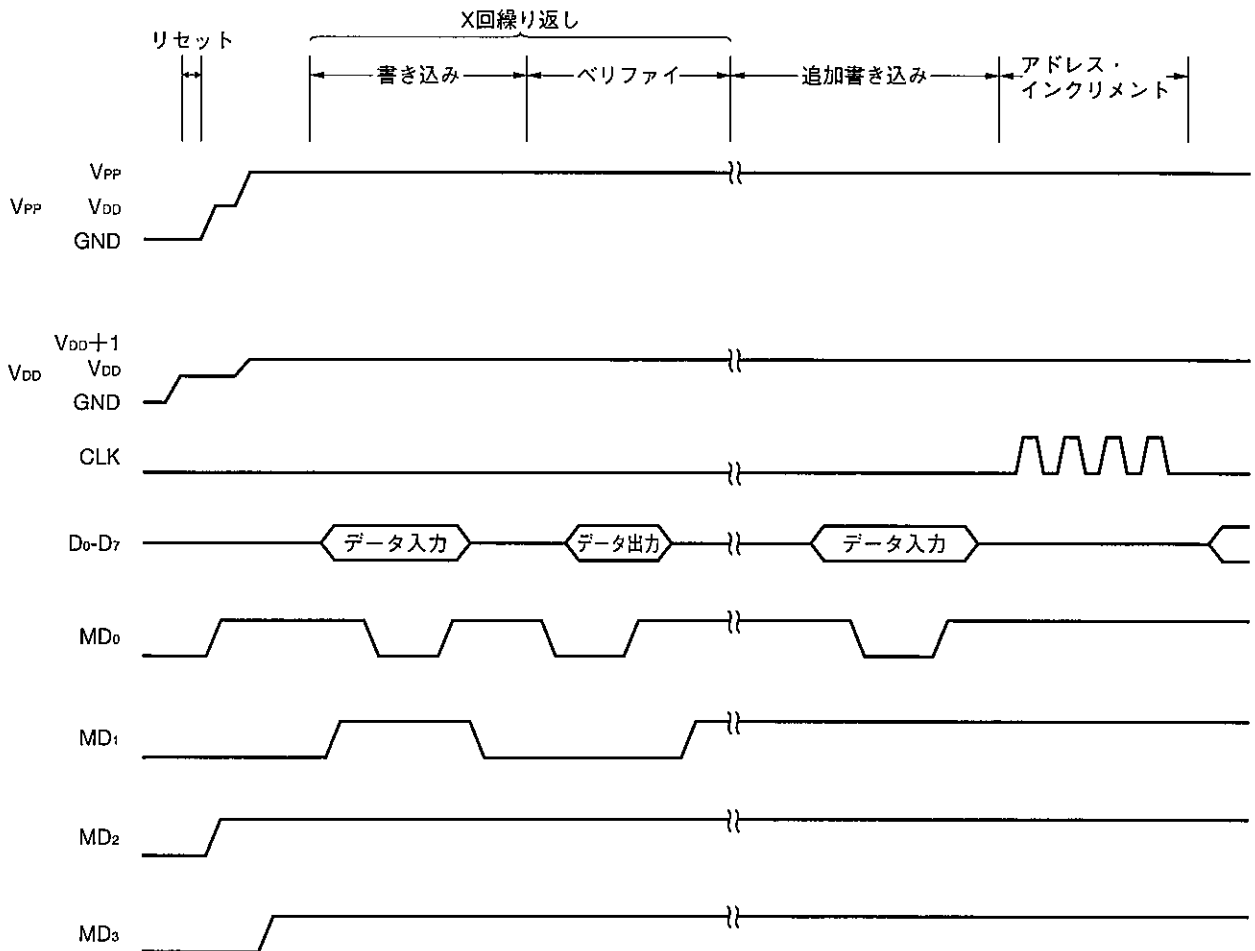 X回繰り返し
リセット
書き込み
ベリファイ
追加書き込み
アドレス・
インクリメント
VPP
VPP VDD
GND
VDD+1
VDD VDD
GND
CLK
D0-D7 データ入力 データ出力 データ入力
MD0
MD1
MD2
MD3